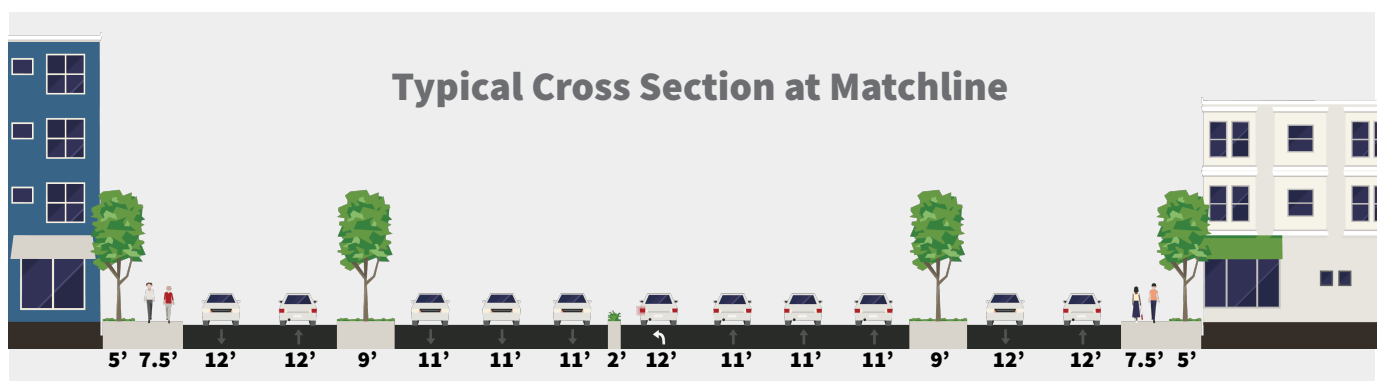 Typical Cross Section at Matchline
5’ 7.5’ 12’ 12’ 9’ 11’ 11’ 11’ 2’ 12’ 11’ 11’ 11’ 9’ 12’ 12’ 7.5’ 5’